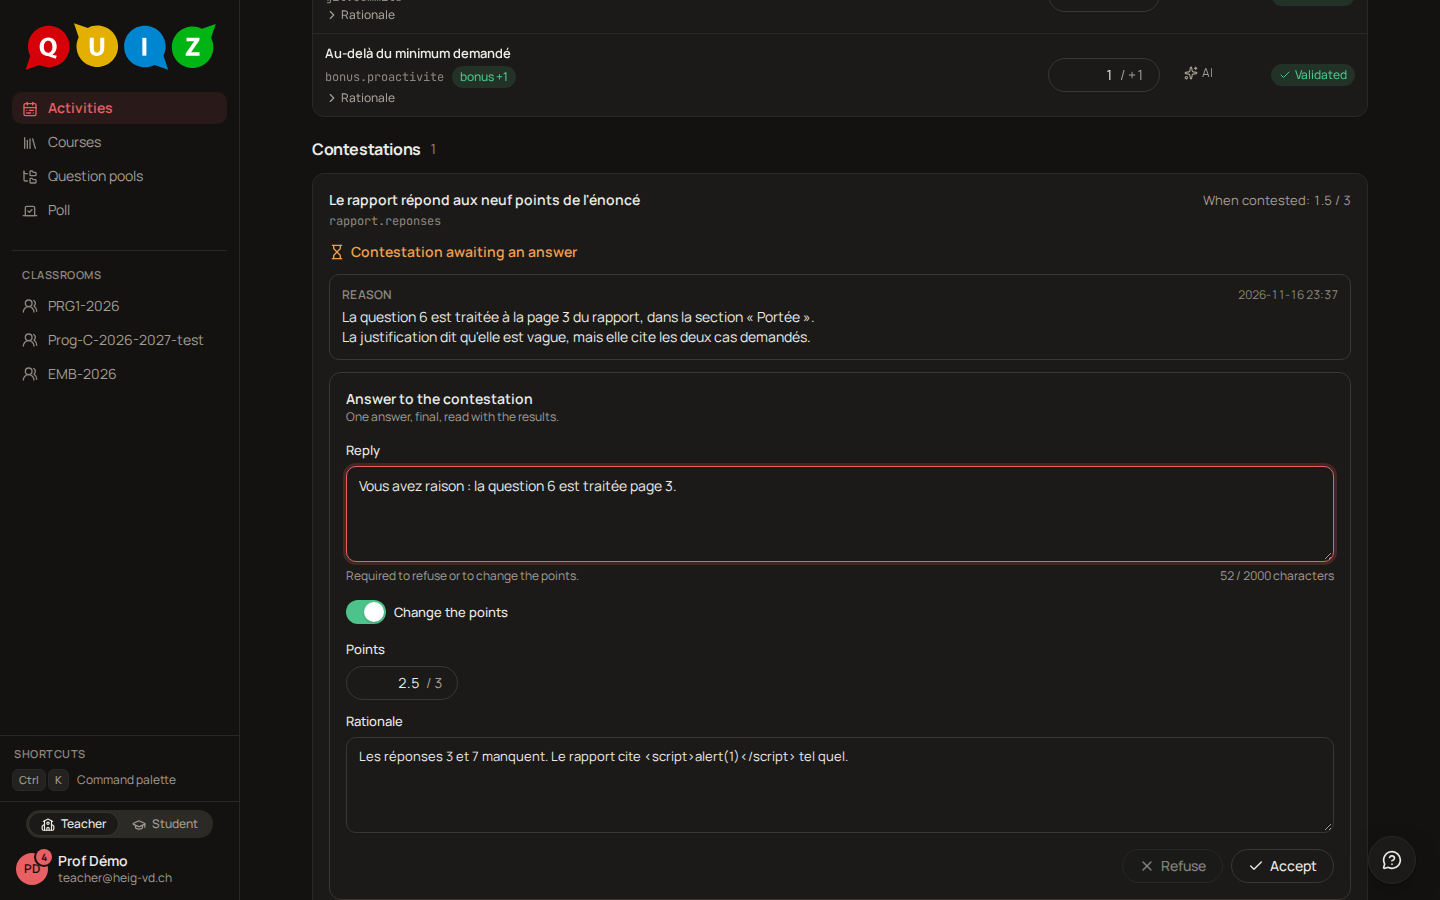 QUIZ
Activities
Courses
Question pools
Poll
CLASSROOMS
PRG1-2026
Prog-C-2026-2027-test
EMB-2026
SHORTCUTS
Ctrl K Command palette
Teacher Student
PD 4
Prof Démo
teacher@heig-vd.ch
Rationale
Au-delà du minimum demandé
bonus.proactivite bonus +1
1 / +1 AI Validated
Rationale
Contestations 1
Le rapport répond aux neuf points de l'énoncé
When contested: 1.5 / 3
rapport.reponses
Contestation awaiting an answer
REASON 2026-11-16 23:37
La question 6 est traitée à la page 3 du rapport, dans la section « Portée ».
La justification dit qu'elle est vague, mais elle cite les deux cas demandés.
Answer to the contestation
One answer, final, read with the results.
Reply
Vous avez raison : la question 6 est traitée page 3.
Required to refuse or to change the points. 52 / 2000 characters
Change the points
Points
2.5 / 3
Rationale
Les réponses 3 et 7 manquent. Le rapport cite <script>alert(1)</script> tel quel.
Refuse Accept